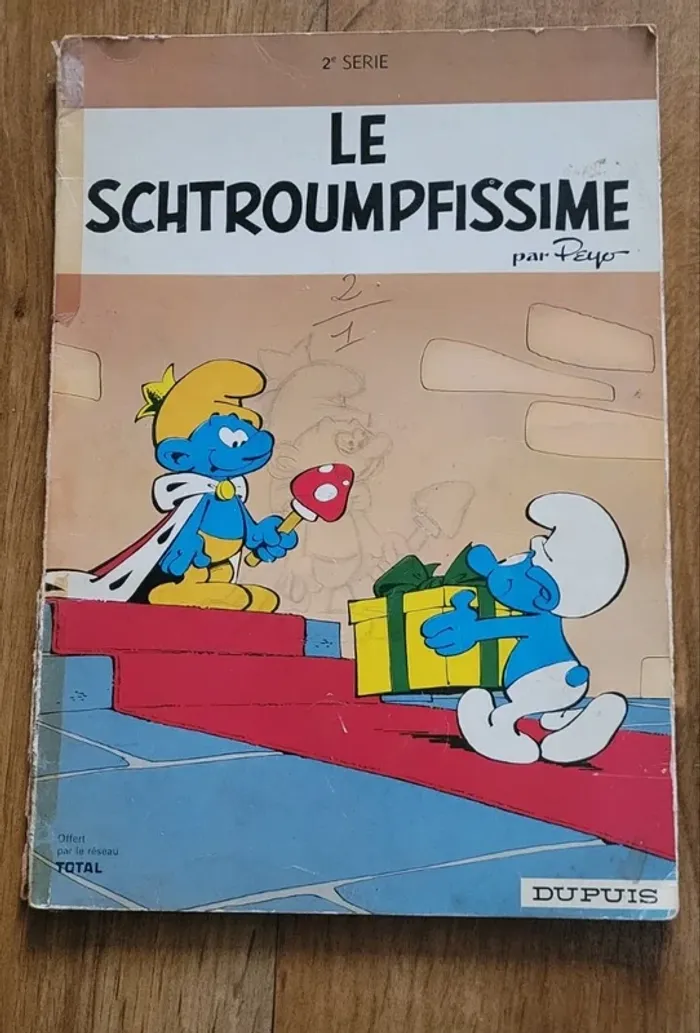 2e SERIE
LE
SCHTROUMPFISSIME
par Peyo
2
1
Offert
par le réseau
TOTAL
DUPUIS